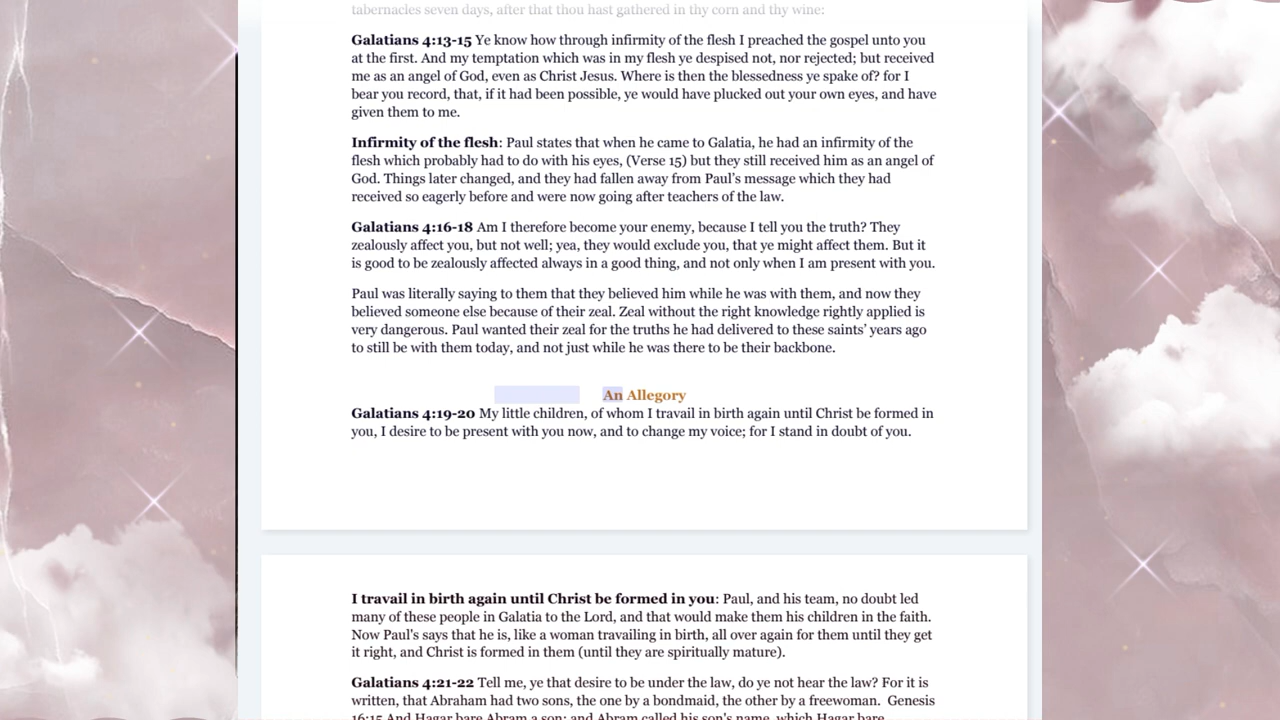 tabernacles seven days, after that thou hast gathered in thy corn and thy wine:
Galatians 4:13-15 Ye know how through infirmity of the flesh I preached the gospel unto you
at the first. And my temptation which was in my flesh ye despised not, nor rejected; but received
me as an angel of God, even as Christ Jesus. Where is then the blessedness ye spake of? for I
bear you record, that, if it had been possible, ye would have plucked out your own eyes, and have
given them to me.
Infirmity of the flesh: Paul states that when he came to Galatia, he had an infirmity of the
flesh which probably had to do with his eyes, (Verse 15) but they still received him as an angel of
God. Things later changed, and they had fallen away from Paul's message which they had
received so eagerly before and were now going after teachers of the law.
Galatians 4:16-18 Am I therefore become your enemy, because I tell you the truth? They
zealously affect you, but not well; yea, they would exclude you, that ye might affect them. But it
is good to be zealously affected always in a good thing, and not only when I am present with you.
Paul was literally saying to them that they believed him while he was with them, and now they
believed someone else because of their zeal. Zeal without the right knowledge rightly applied is
very dangerous. Paul wanted their zeal for the truths he had delivered to these saints' years ago
to still be with them today, and not just while he was there to be their backbone.
An Allegory
Galatians 4:19-20 My little children, of whom I travail in birth again until Christ be formed in
you, I desire to be present with you now, and to change my voice; for I stand in doubt of you.
I travail in birth again until Christ be formed in you: Paul, and his team, no doubt led
many of these people in Galatia to the Lord, and that would make them his children in the faith.
Now Paul's says that he is, like a woman travailing in birth, all over again for them until they get
it right, and Christ is formed in them (until they are spiritually mature).
Galatians 4:21-22 Tell me, ye that desire to be under the law, do ye not hear the law? For it is
written, that Abraham had two sons, the one by a bondmaid, the other by a freewoman. Genesis
16:15 And Hagar bare Abram a son: and Abram called his son's name, which Hagar bare